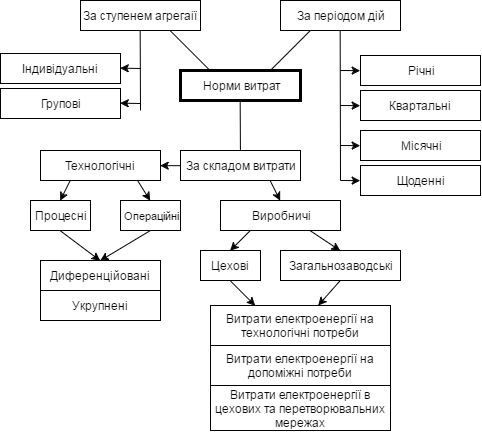 За ступенем агрегаії
За періодом дій
Індивідуальні
Групові
Норми витрат
Річні
Квартальні
Місячні
Щоденні
Технологічні
За складом витрати
Процесні
Операційні
Виробничі
Диференційовані
Укрупнені
Цехові
Загальнозаводські
Витрати електроенергії на
технологічні потреби
Витрати електроенергії на
допоміжні потреби
Витрати електроенергії в
цехових та перетворювальних
мережах